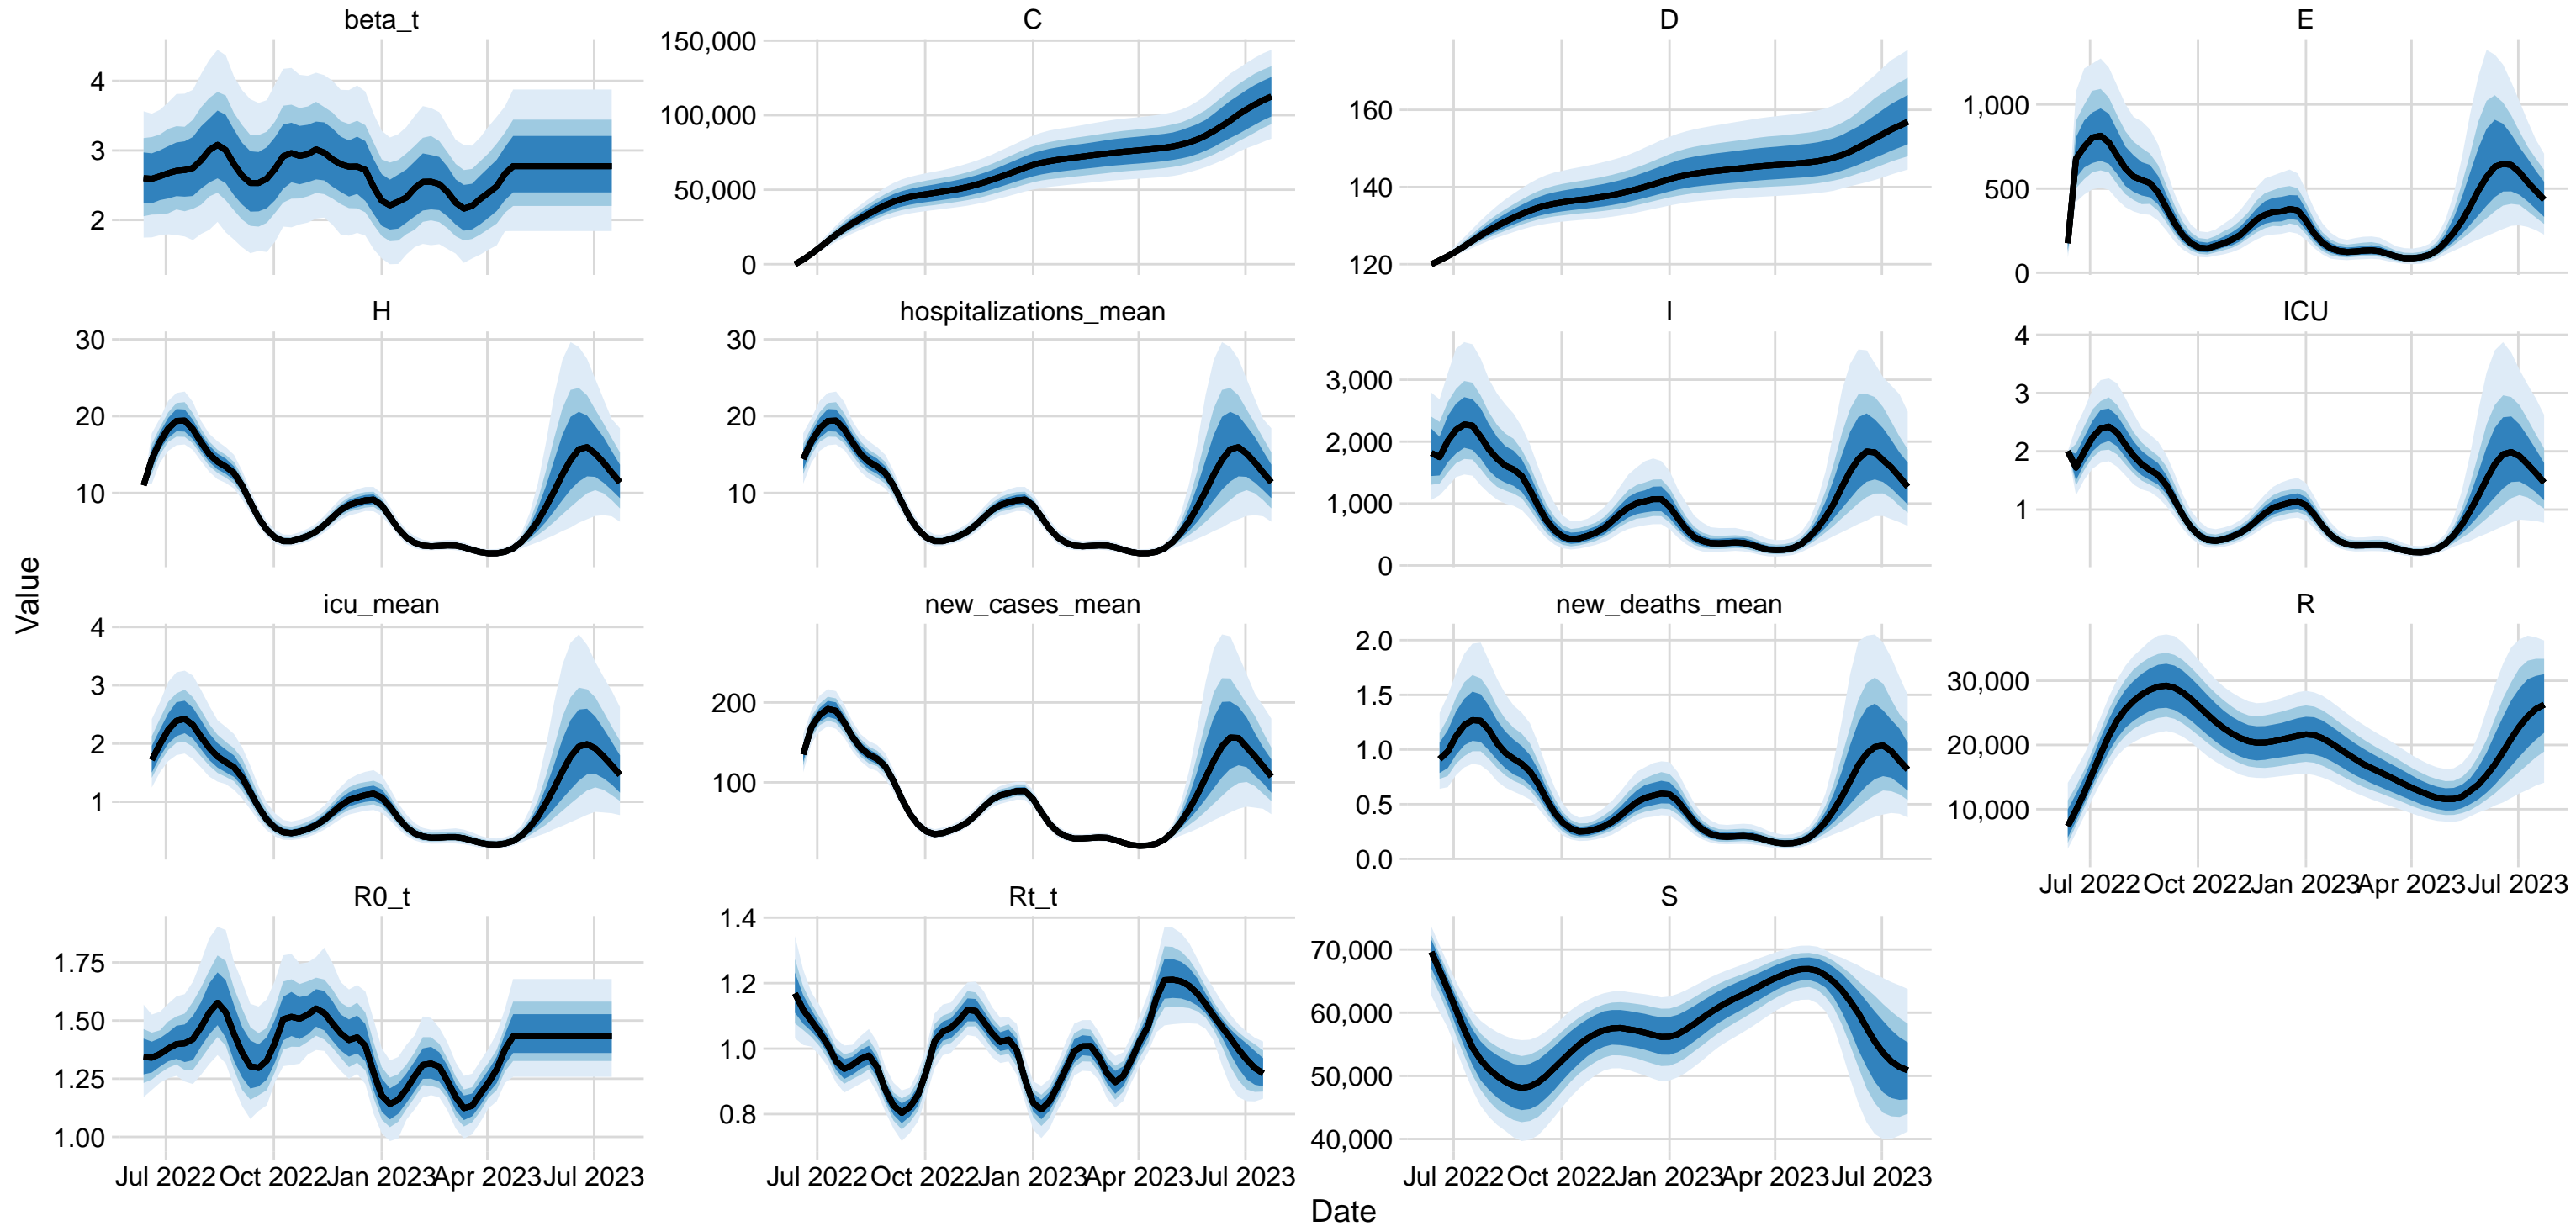 beta_t
C
D
E
4
3
2
150,000
100,000
50,000
0
160
140
120
1,000
500
0
H
hospitalizations_mean
I
ICU
30
20
10
30
20
10
3,000
2,000
1,000
0
4
3
2
1
Value
icu_mean
new_cases_mean
new_deaths_mean
R
4
3
2
1
200
100
2.0
1.5
1.0
0.5
0.0
30,000
20,000
10,000
Jul 2022 Oct 2022 Jan 2023 Apr 2023 Jul 2023
R0_t
Rt_t
S
1.75
1.50
1.25
1.00
1.4
1.2
1.0
0.8
70,000
60,000
50,000
40,000
Jul 2022 Oct 2022 Jan 2023 Apr 2023 Jul 2023
Jul 2022 Oct 2022 Jan 2023 Apr 2023 Jul 2023
Jul 2022 Oct 2022 Jan 2023 Apr 2023 Jul 2023
Date